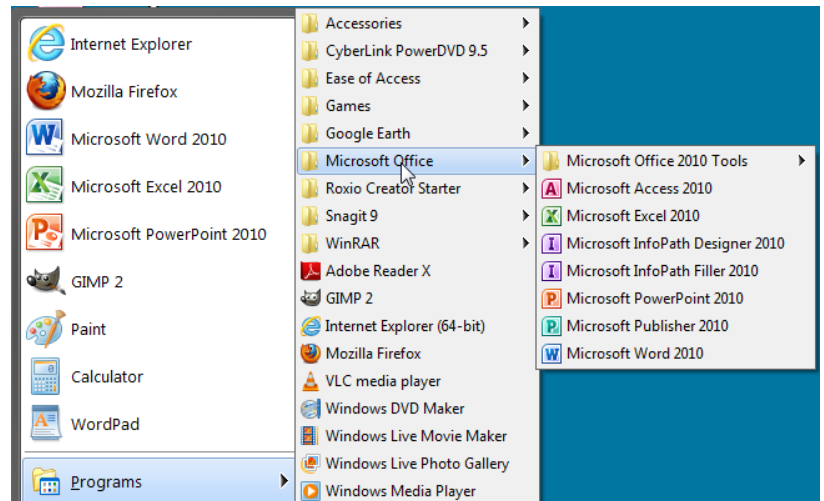 Internet Explorer
Mozilla Firefox
Microsoft Word 2010
Microsoft Excel 2010
Microsoft PowerPoint 2010
GIMP 2
Paint
Calculator
WordPad
Programs
Accessories
CyberLink PowerDVD 9.5
Ease of Access
Games
Google Earth
Microsoft Office
Roxio Creator Starter
Snagit 9
WinRAR
Adobe Reader X
GIMP 2
Internet Explorer (64-bit)
Mozilla Firefox
VLC media player
Windows DVD Maker
Windows Live Movie Maker
Windows Live Photo Gallery
Windows Media Player
Microsoft Office 2010 Tools
Microsoft Access 2010
Microsoft Excel 2010
Microsoft InfoPath Designer 2010
Microsoft InfoPath Filler 2010
Microsoft PowerPoint 2010
Microsoft Publisher 2010
Microsoft Word 2010